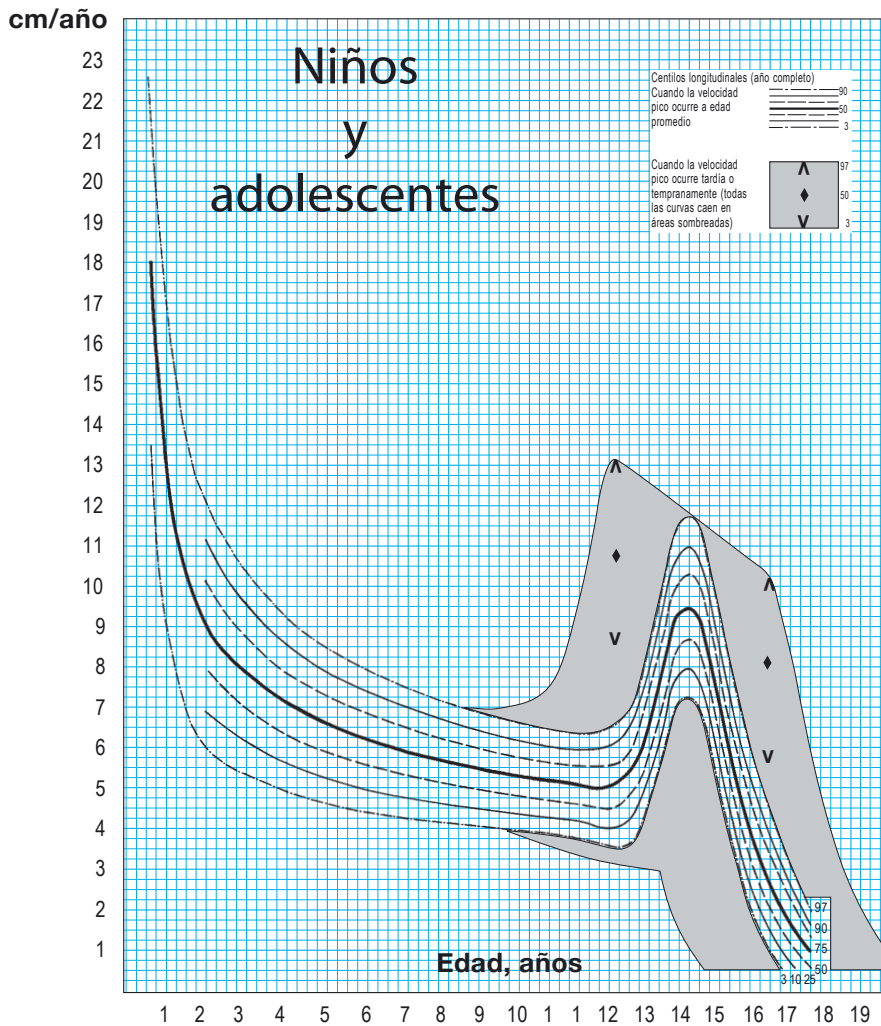 cm/año
Niños
y
adolescentes
Centilos longitudinales (año completo)
Cuando la velocidad
pico ocurre a edad
promedio
90
50
3
Cuando la velocidad
pico ocurre tardía o
tempranamente (todas
las curvas caen en
áreas sombreadas)
97
50
3
23
22
21
20
19
18
17
16
15
14
13
12
11
10
9
8
7
6
5
4
3
2
1
97
90
75
50
3 10 25
Edad, años
1 2 3 4 5 6 7 8 9 10 1 12 13 14 15 16 17 18 19